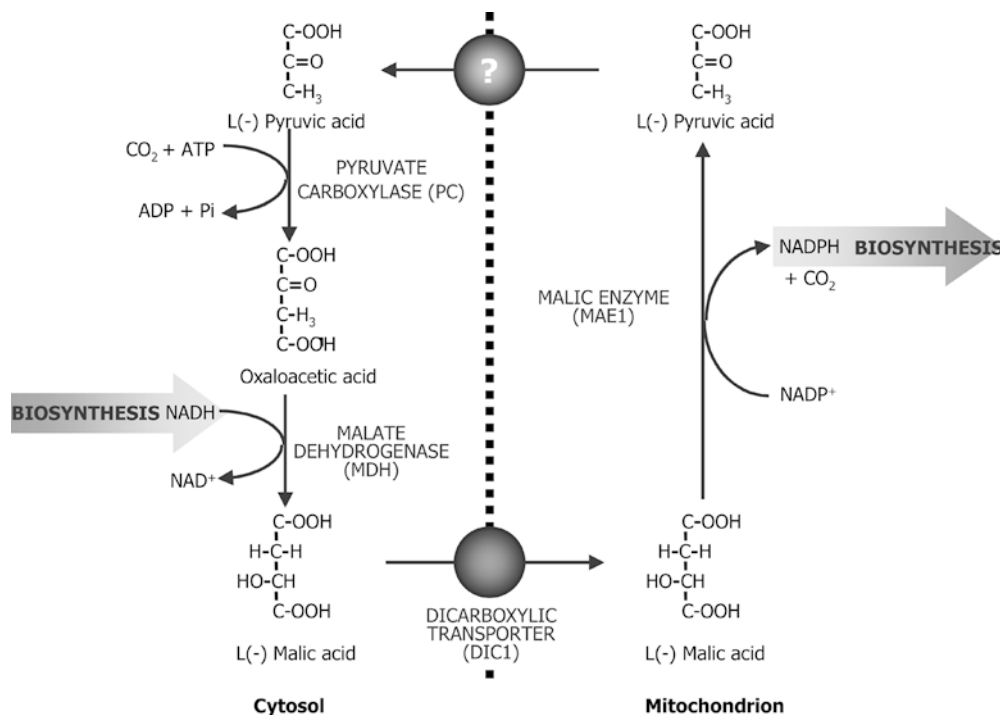 C-OOH
C=O
C-H₃
L(-) Pyruvic acid
CO₂ + ATP
ADP + Pi
PYRUVATE
CARBOXYLASE (PC)
C-OOH
C=O
C-H₃
C-OOH
Oxaloacetic acid
BIOSYNTHESIS NADH
NAD⁺
MALATE
DEHYDROGENASE
(MDH)
C-OOH
H-C-H
HO-CH
C-OOH
L(-) Malic acid
Cytosol
?
DICARBOXYLIC
TRANSPORTER
(DIC1)
C-OOH
C=O
C-H₃
L(-) Pyruvic acid
NADPH BIOSYNTHESIS
+ CO₂
MALIC ENZYME
(MAE1)
NADP⁺
C-OOH
H-C-H
HO-CH
C-OOH
L(-) Malic acid
Mitochondrion